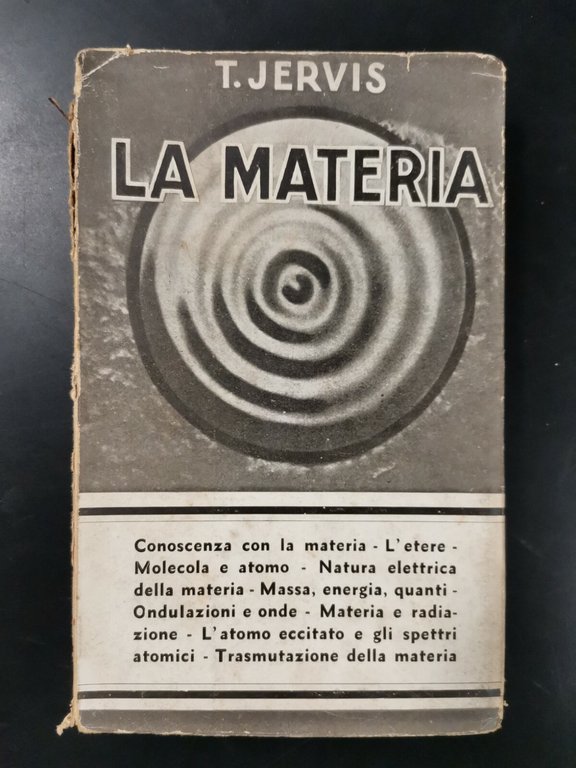 T. JERVIS
LA MATERIA
Conoscenza con la materia - L'etere -
Molecola e atomo - Natura elettrica
della materia - Massa, energia, quanti -
Ondulazioni e onde - Materia e radia-
zione - L'atomo eccitato e gli spettri
atomici - Trasmutazione della materia